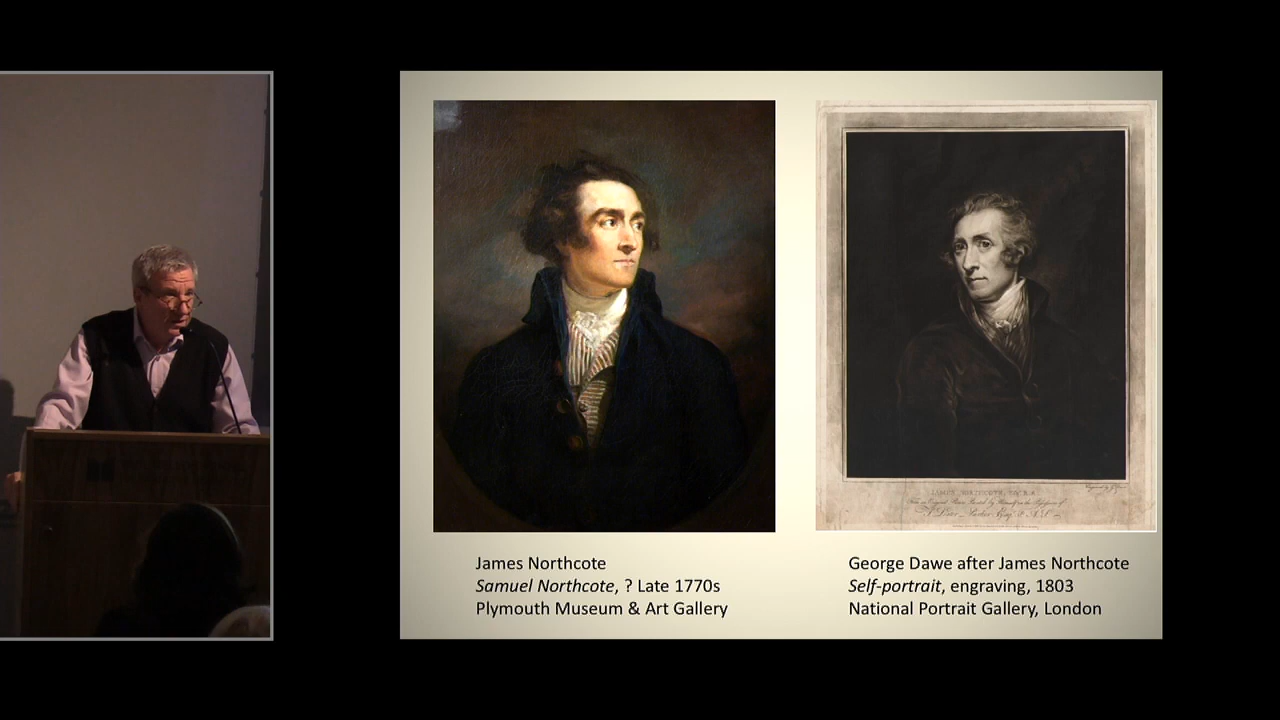 James Northcote
Samuel Northcote, ? Late 1770s
Plymouth Museum & Art Gallery
George Dawe after James Northcote
Self-portrait, engraving, 1803
National Portrait Gallery, London